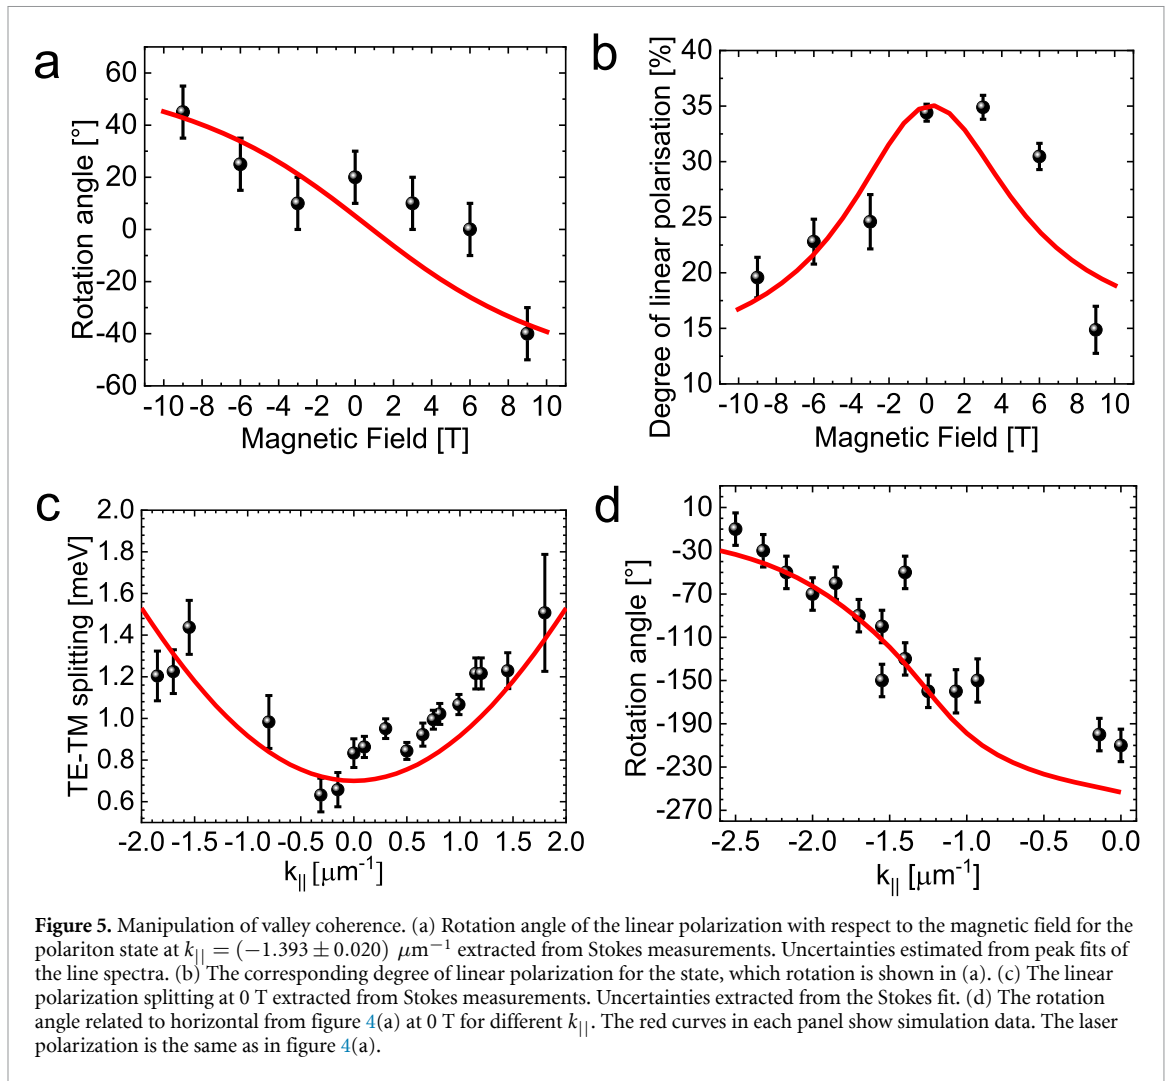 a
60
40
20
0
-20
-40
-60
Rotation angle [°]
-10 -8 -6 -4 -2 0 2 4 6 8 10
Magnetic Field [T]
b
40
35
30
25
20
15
10
Degree of linear polarisation [%]
-10 -8 -6 -4 -2 0 2 4 6 8 10
Magnetic Field [T]
c
2.0
1.8
1.6
1.4
1.2
1.0
0.8
0.6
TE-TM splitting [meV]
-2.0 -1.5 -1.0 -0.5 0.0 0.5 1.0 1.5 2.0
k|| [μm-1]
d
10
-30
-70
-110
-150
-190
-230
-270
Rotation angle [°]
-2.5 -2.0 -1.5 -1.0 -0.5 0.0
k|| [μm-1]
Figure 5. Manipulation of valley coherence. (a) Rotation angle of the linear polarization with respect to the magnetic field for the
polariton state at k|| = (−1.393 ± 0.020) μm−1 extracted from Stokes measurements. Uncertainties estimated from peak fits of
the line spectra. (b) The corresponding degree of linear polarization for the state, which rotation is shown in (a). (c) The linear
polarization splitting at 0 T extracted from Stokes measurements. Uncertainties extracted from the Stokes fit. (d) The rotation
angle related to horizontal from figure 4(a) at 0 T for different k||. The red curves in each panel show simulation data. The laser
polarization is the same as in figure 4(a).